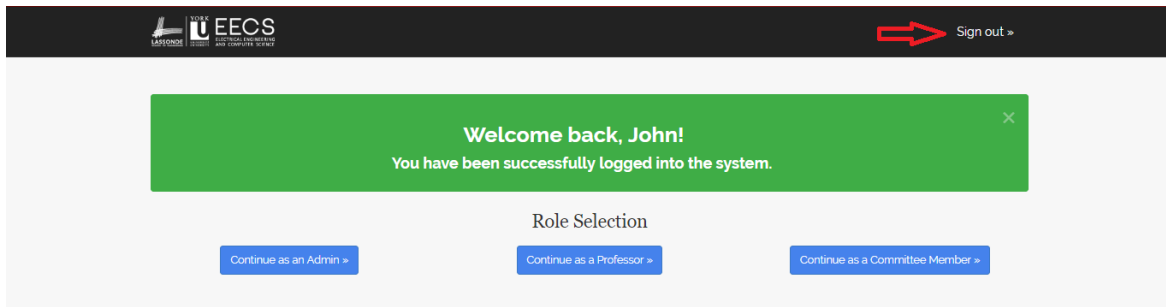 LASSONDE
YORK
U
UNIVERSITY
EECS
ELECTRICAL ENGINEERING
AND COMPUTER SCIENCE
Sign out »
×
Welcome back, John!
You have been successfully logged into the system.
Role Selection
Continue as an Admin »
Continue as a Professor »
Continue as a Committee Member »